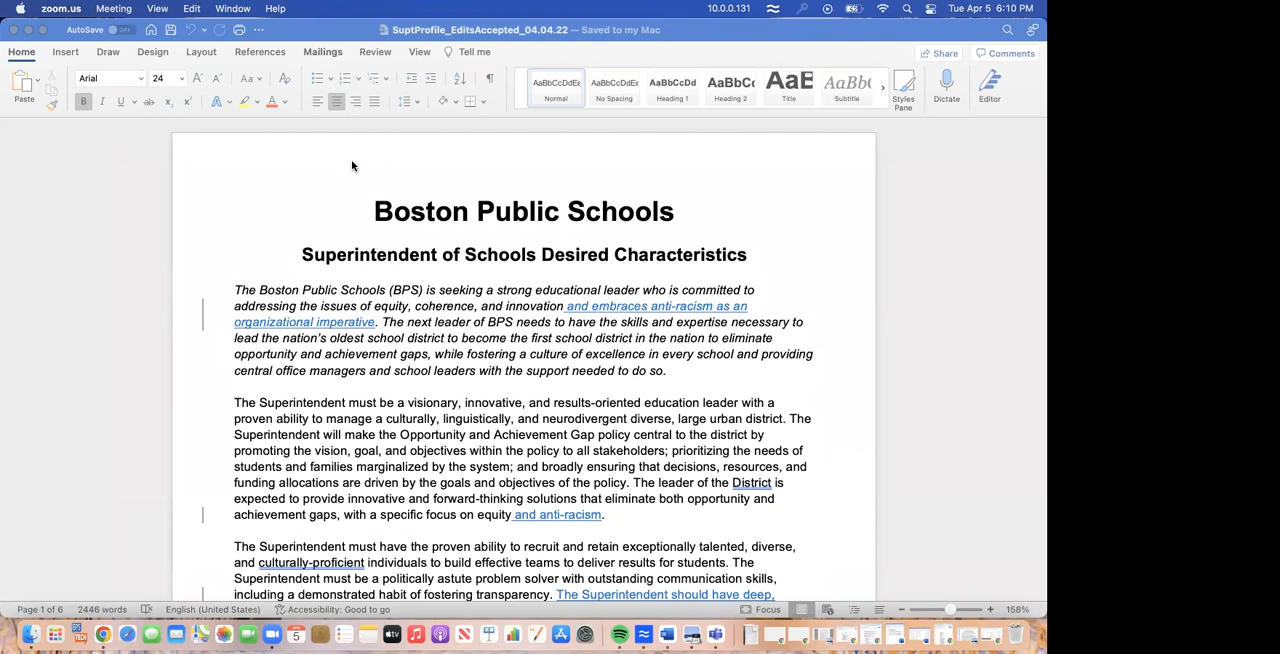 zoom.us Meeting View Edit Window Help 10.0.0.131 Tue Apr 5 6:10 PM
AutoSave OFF SuptProfile_EditsAccepted_04.04.22 — Saved to my Mac
Home Insert Draw Design Layout References Mailings Review View Tell me Share Comments
Paste Arial 24 Aa AaBbCcDdEe AaBbCcDdEe AaBbCcDd AaBbCc AaB AaBbC
Normal No Spacing Heading 1 Heading 2 Title Subtitle Styles Pane Dictate Editor
Boston Public Schools
Superintendent of Schools Desired Characteristics
The Boston Public Schools (BPS) is seeking a strong educational leader who is committed to
addressing the issues of equity, coherence, and innovation and embraces anti-racism as an
organizational imperative. The next leader of BPS needs to have the skills and expertise necessary to
lead the nation's oldest school district to become the first school district in the nation to eliminate
opportunity and achievement gaps, while fostering a culture of excellence in every school and providing
central office managers and school leaders with the support needed to do so.
The Superintendent must be a visionary, innovative, and results-oriented education leader with a
proven ability to manage a culturally, linguistically, and neurodivergent diverse, large urban district. The
Superintendent will make the Opportunity and Achievement Gap policy central to the district by
promoting the vision, goal, and objectives within the policy to all stakeholders; prioritizing the needs of
students and families marginalized by the system; and broadly ensuring that decisions, resources, and
funding allocations are driven by the goals and objectives of the policy. The leader of the District is
expected to provide innovative and forward-thinking solutions that eliminate both opportunity and
achievement gaps, with a specific focus on equity and anti-racism.
The Superintendent must have the proven ability to recruit and retain exceptionally talented, diverse,
and culturally-proficient individuals to build effective teams to deliver results for students. The
Superintendent must be a politically astute problem solver with outstanding communication skills,
including a demonstrated habit of fostering transparency. The Superintendent should have deep,
Page 1 of 6 2446 words English (United States) Accessibility: Good to go Focus 158%